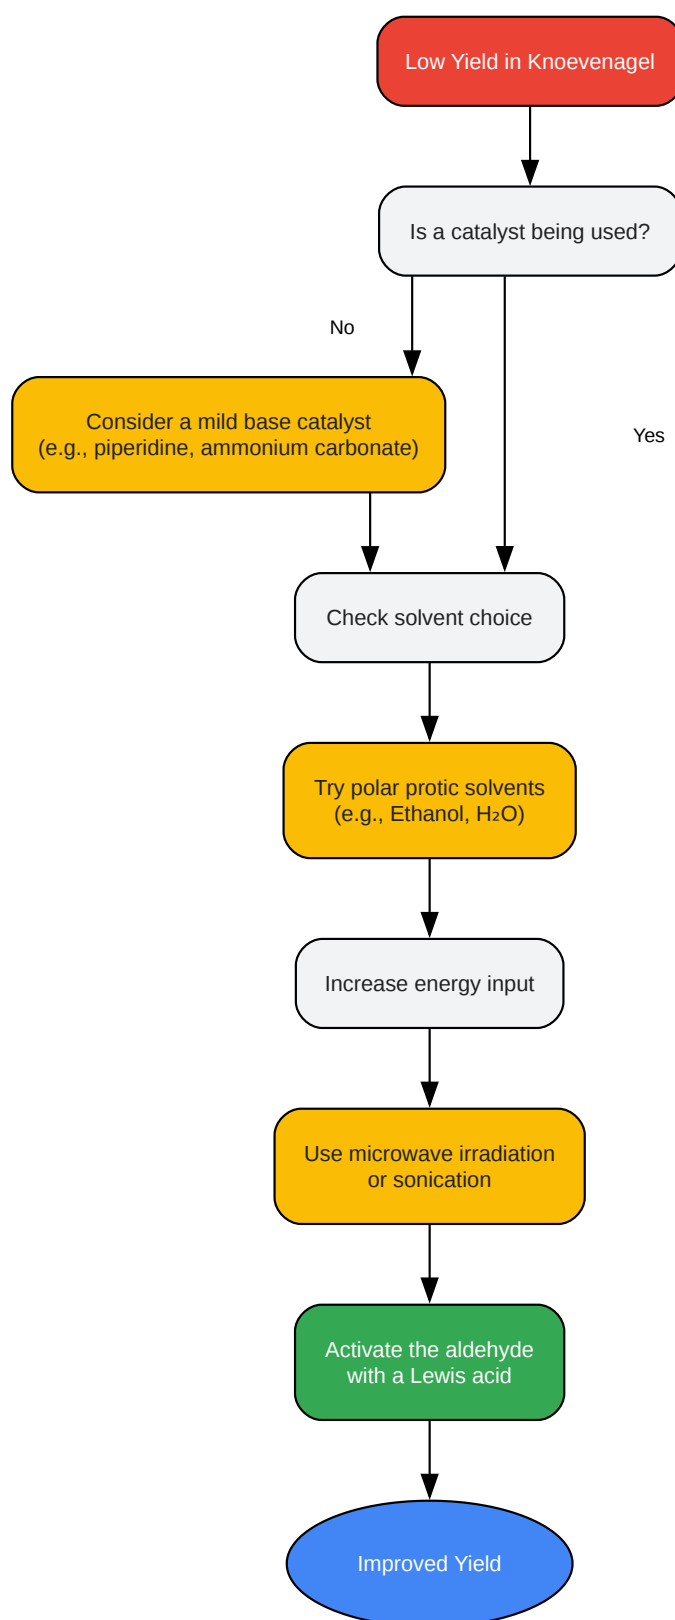 Low Yield in Knoevenagel
Is a catalyst being used?
No
Consider a mild base catalyst
(e.g., piperidine, ammonium carbonate)
Yes
Check solvent choice
Try polar protic solvents
(e.g., Ethanol, H₂O)
Increase energy input
Use microwave irradiation
or sonication
Activate the aldehyde
with a Lewis acid
Improved Yield